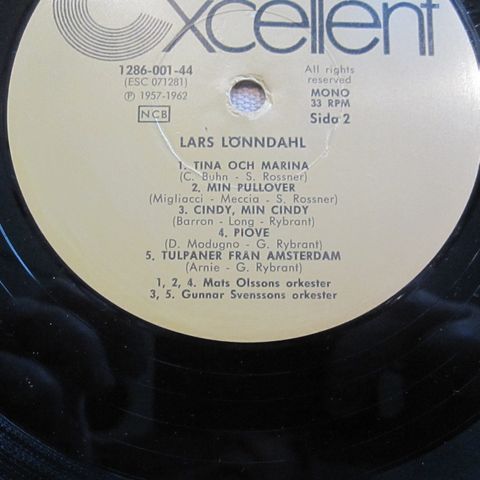 Excellent
1286-001-44
(ESC 071281)
Ⓟ 1957-1962
NCB
All rights
reserved
MONO
33 RPM
Sida 2
LARS LÖNNDAHL
1. TINA OCH MARINA
(C. Buhn - S. Rossner)
2. MIN PULLOVER
(Migliacci - Meccia - S. Rossner)
3. CINDY, MIN CINDY
(Barron - Long - Rybrant)
4. PIOVE
(D. Modugno - G. Rybrant)
5. TULPANER FRÅN AMSTERDAM
(Arnie - G. Rybrant)
1, 2, 4. Mats Olssons orkester
3, 5. Gunnar Svenssons orkester